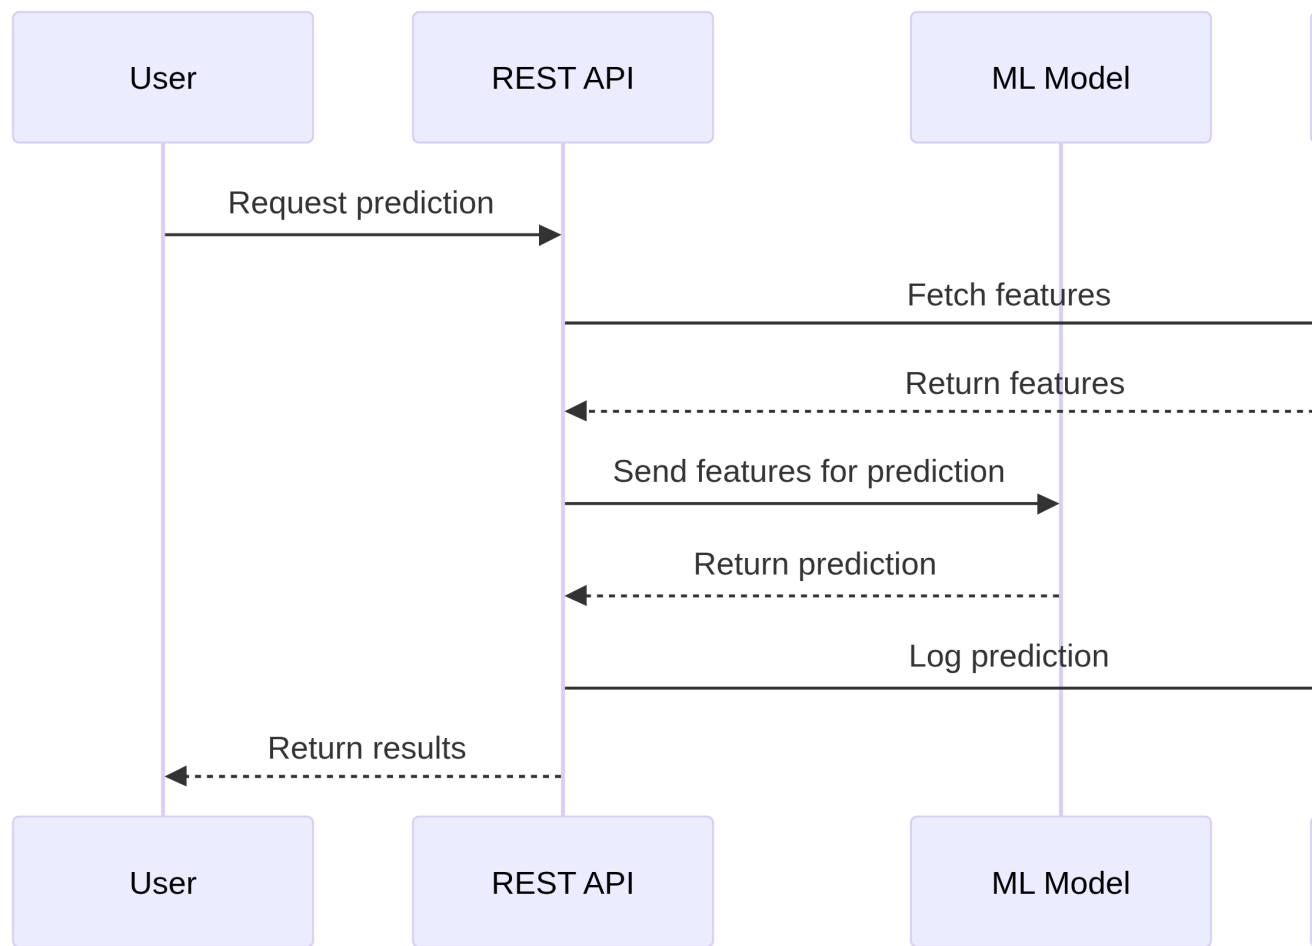 User
REST API
ML Model
Request prediction
Fetch features
Return features
Send features for prediction
Return prediction
Log prediction
Return results
User
REST API
ML Model